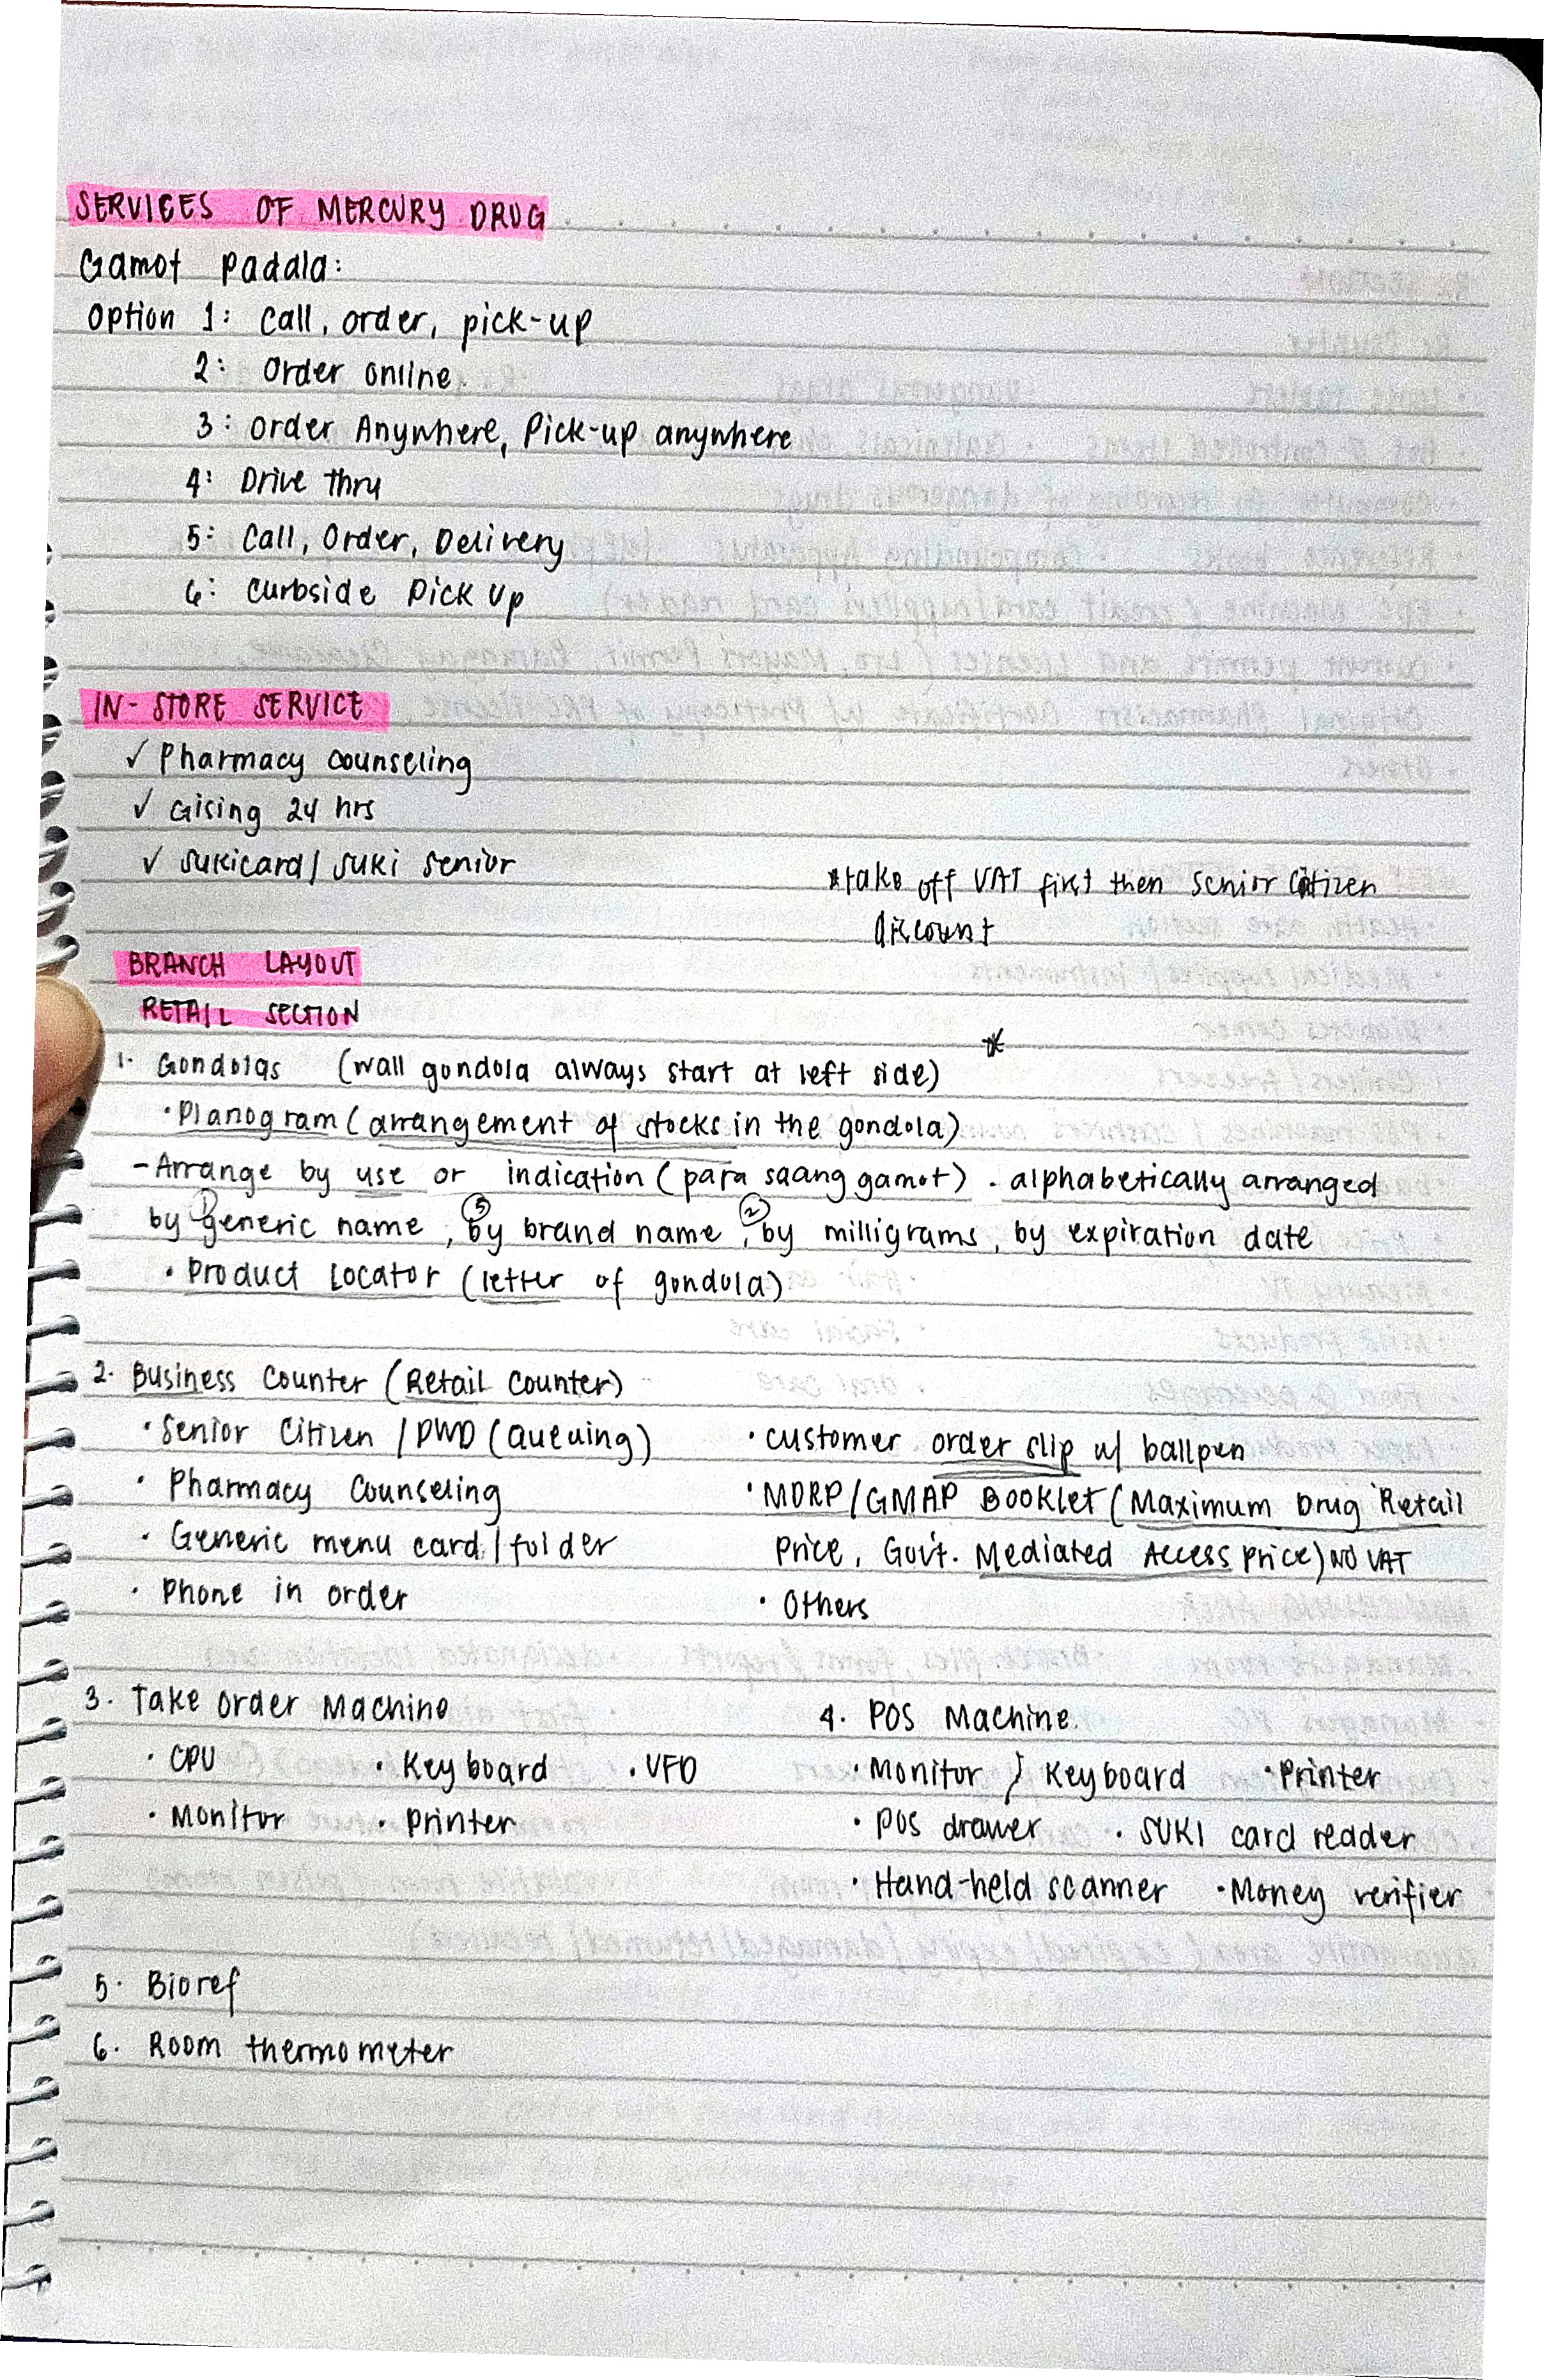 SERVICES OF MERCURY DRUG
Gamot Padala:
Option 1: Call, order, pick-up
2: Order online
3: Order Anywhere, Pick-up anywhere
4: Drive thru
5: Call, Order, Delivery
6: Curbside Pick Up
IN-STORE SERVICE
✓ Pharmacy counseling
✓ Gising 24 hrs
✓ Sukicard/ Suki Senior
*take off VAT first then senior citizen
discount
BRANCH LAYOUT
RETAIL SECTION
1. Gondolas (wall gondola always start at left side) *
• Planogram (arrangement of stocks in the gondola)
- Arrange by use or indication (para saang gamot). alphabetically arranged
by generic name, ③ by brand name, ② by milligrams, by expiration date
• Product Locator (letter of gondola)
2. Business Counter (Retail Counter)
• Senior Citizen / PWD (queuing) • customer order slip w/ ballpen
• Pharmacy Counseling • MDRP/GMAP Booklet (Maximum Drug Retail
• Generic menu card/folder Price, Gov't. Mediated Access Price) NO VAT
• Phone in order • Others
3. Take Order Machine 4. POS Machine
• CPU • Keyboard • VFD • Monitor • Keyboard • Printer
• Monitor • Printer • POS drawer • SUKI card reader
• Hand-held scanner • Money verifier
5. Bioref
6. Room thermometer